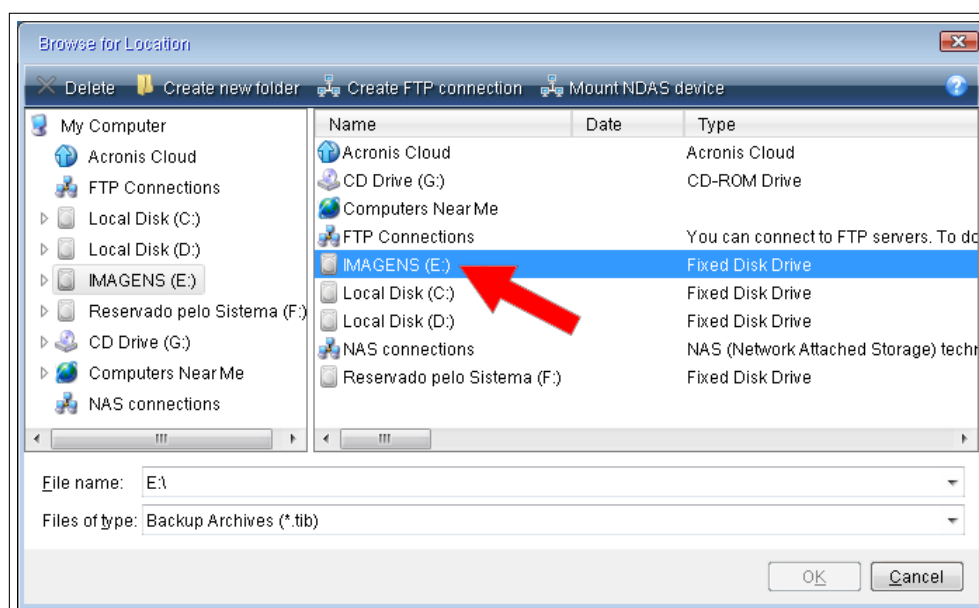 Browse for Location
Delete Create new folder Create FTP connection Mount NDAS device ?
My Computer
Acronis Cloud
FTP Connections
Local Disk (C:)
Local Disk (D:)
IMAGENS (E:)
Reservado pelo Sistema (F:)
CD Drive (G:)
Computers Near Me
NAS connections
Name Date Type
Acronis Cloud Acronis Cloud
CD Drive (G:) CD-ROM Drive
Computers Near Me
FTP Connections You can connect to FTP servers. To do
IMAGENS (E:) Fixed Disk Drive
Local Disk (C:) Fixed Disk Drive
Local Disk (D:) Fixed Disk Drive
NAS connections NAS (Network Attached Storage) techn
Reservado pelo Sistema (F:) Fixed Disk Drive
File name: E:\
Files of type: Backup Archives (*.tib)
OK Cancel